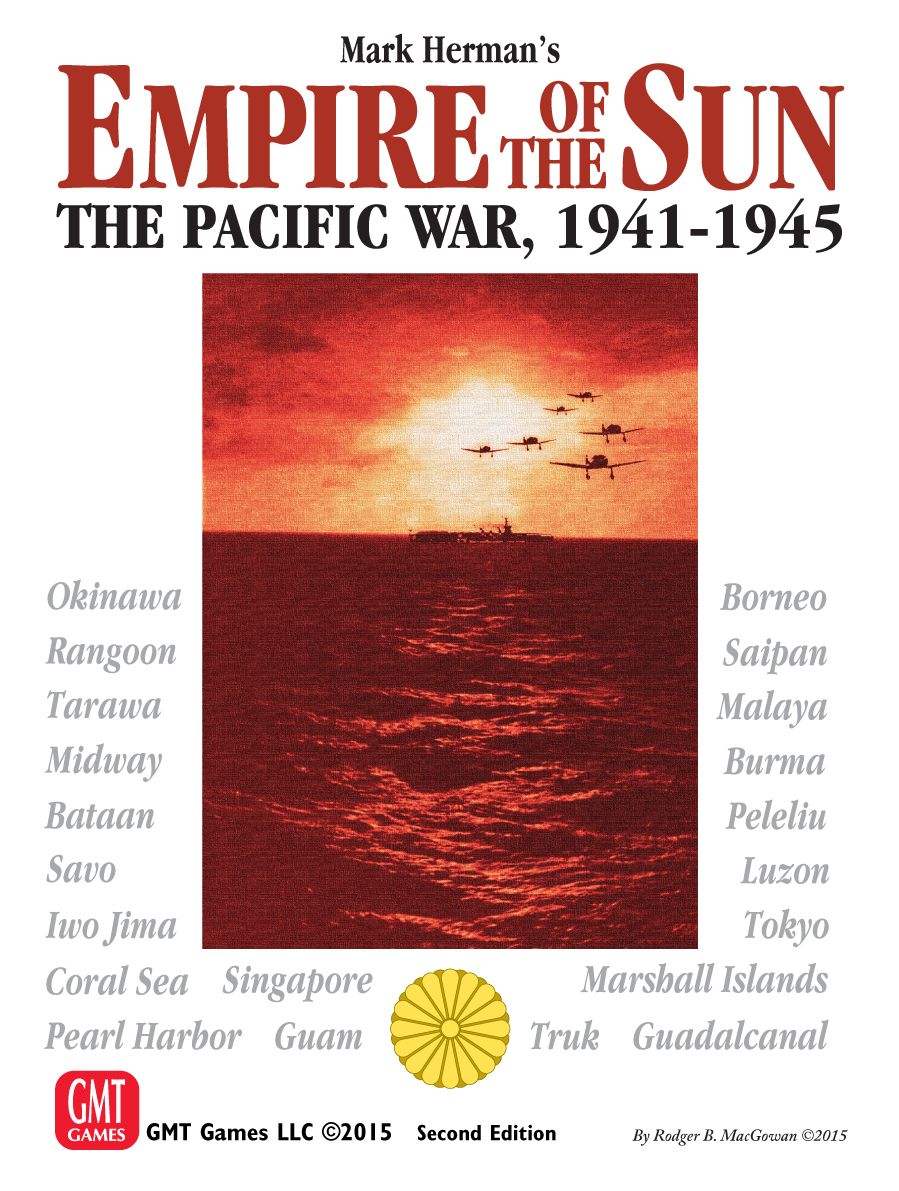 Mark Herman's
EMPIRE OF THE SUN
THE PACIFIC WAR, 1941-1945
Okinawa
Rangoon
Tarawa
Midway
Bataan
Savo
Iwo Jima
Borneo
Saipan
Malaya
Burma
Peleliu
Luzon
Tokyo
Coral Sea Singapore Marshall Islands
Pearl Harbor Guam Truk Guadalcanal
GMT
GAMES
GMT Games LLC ©2015 Second Edition
By Rodger B. MacGowan ©2015